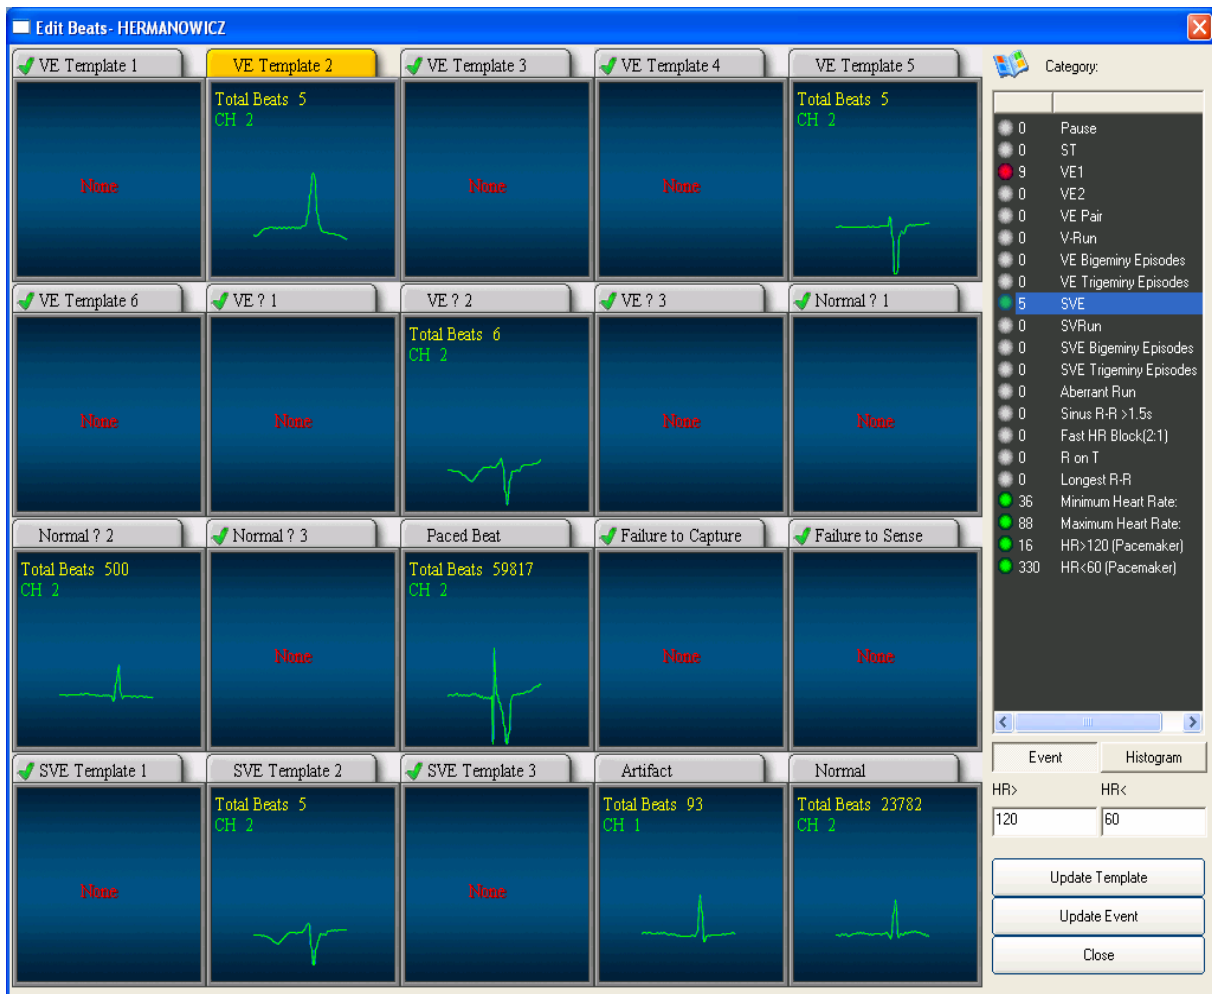 Edit Beats- HERMANOWICZ
VE Template 1
VE Template 2
VE Template 3
VE Template 4
VE Template 5
None
Total Beats 5
CH 2
None
None
Total Beats 5
CH 2
VE Template 6
VE ? 1
VE ? 2
VE ? 3
Normal ? 1
None
None
Total Beats 6
CH 2
None
None
Normal ? 2
Normal ? 3
Paced Beat
Failure to Capture
Failure to Sense
Total Beats 500
CH 2
None
Total Beats 59817
CH 2
None
None
SVE Template 1
SVE Template 2
SVE Template 3
Artifact
Normal
None
Total Beats 5
CH 2
None
Total Beats 93
CH 1
Total Beats 23782
CH 2
Category:
0 Pause
0 ST
9 VE1
0 VE2
0 VE Pair
0 V-Run
0 VE Bigeminy Episodes
0 VE Trigeminy Episodes
5 SVE
0 SVRun
0 SVE Bigeminy Episodes
0 SVE Trigeminy Episodes
0 Aberrant Run
0 Sinus R-R >1.5s
0 Fast HR Block(2:1)
0 R on T
0 Longest R-R
36 Minimum Heart Rate:
88 Maximum Heart Rate:
16 HR>120 (Pacemaker)
330 HR<60 (Pacemaker)
Event
Histogram
HR>
HR<
120
60
Update Template
Update Event
Close